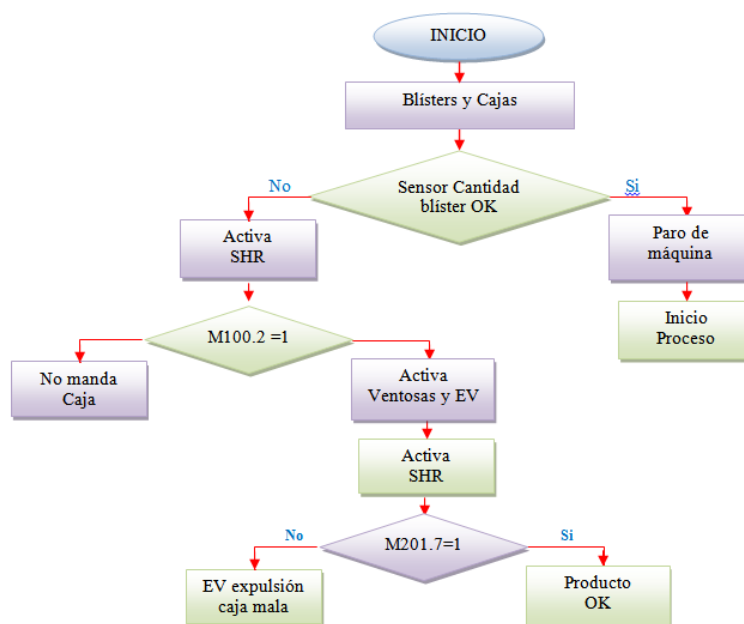 INICIO
Blísters y Cajas
Sensor Cantidad
blíster OK
No
Si
Activa
SHR
Paro de
máquina
Inicio
Proceso
M100.2 =1
No manda
Caja
Activa
Ventosas y EV
Activa
SHR
M201.7=1
No
Si
EV expulsión
caja mala
Producto
OK